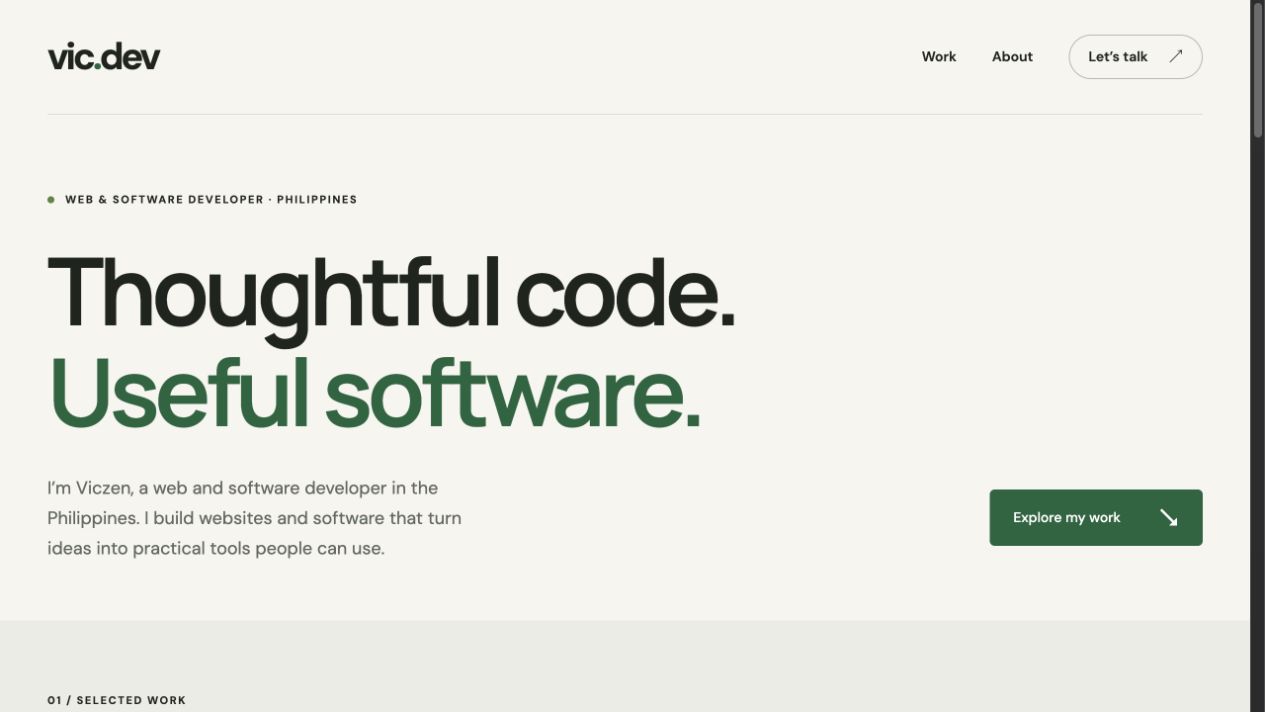 vic.dev
Work
About
Let’s talk ↗
WEB & SOFTWARE DEVELOPER · PHILIPPINES
Thoughtful code.
Useful software.
I’m Viczen, a web and software developer in the
Philippines. I build websites and software that turn
ideas into practical tools people can use.
Explore my work ↘
01 / SELECTED WORK